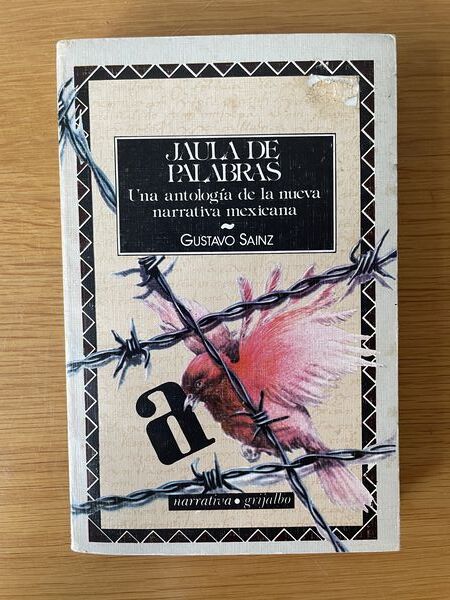 JAULA DE
PALABRAS
Una antología de la nueva
narrativa mexicana
~
GUSTAVO SAINZ
a
narrativa • grijalbo